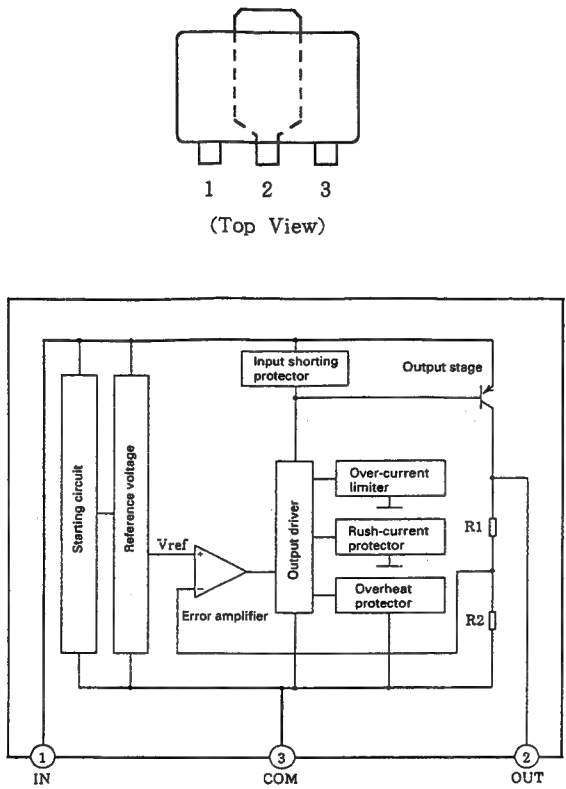 1 2 3
(Top View)
Input shorting
protector
Output stage
Starting circuit
Reference voltage
Output driver
Over-current
limiter
Vref
+
−
Rush-current
protector
R1
Error amplifier
Overheat
protector
R2
1 3 2
IN COM OUT